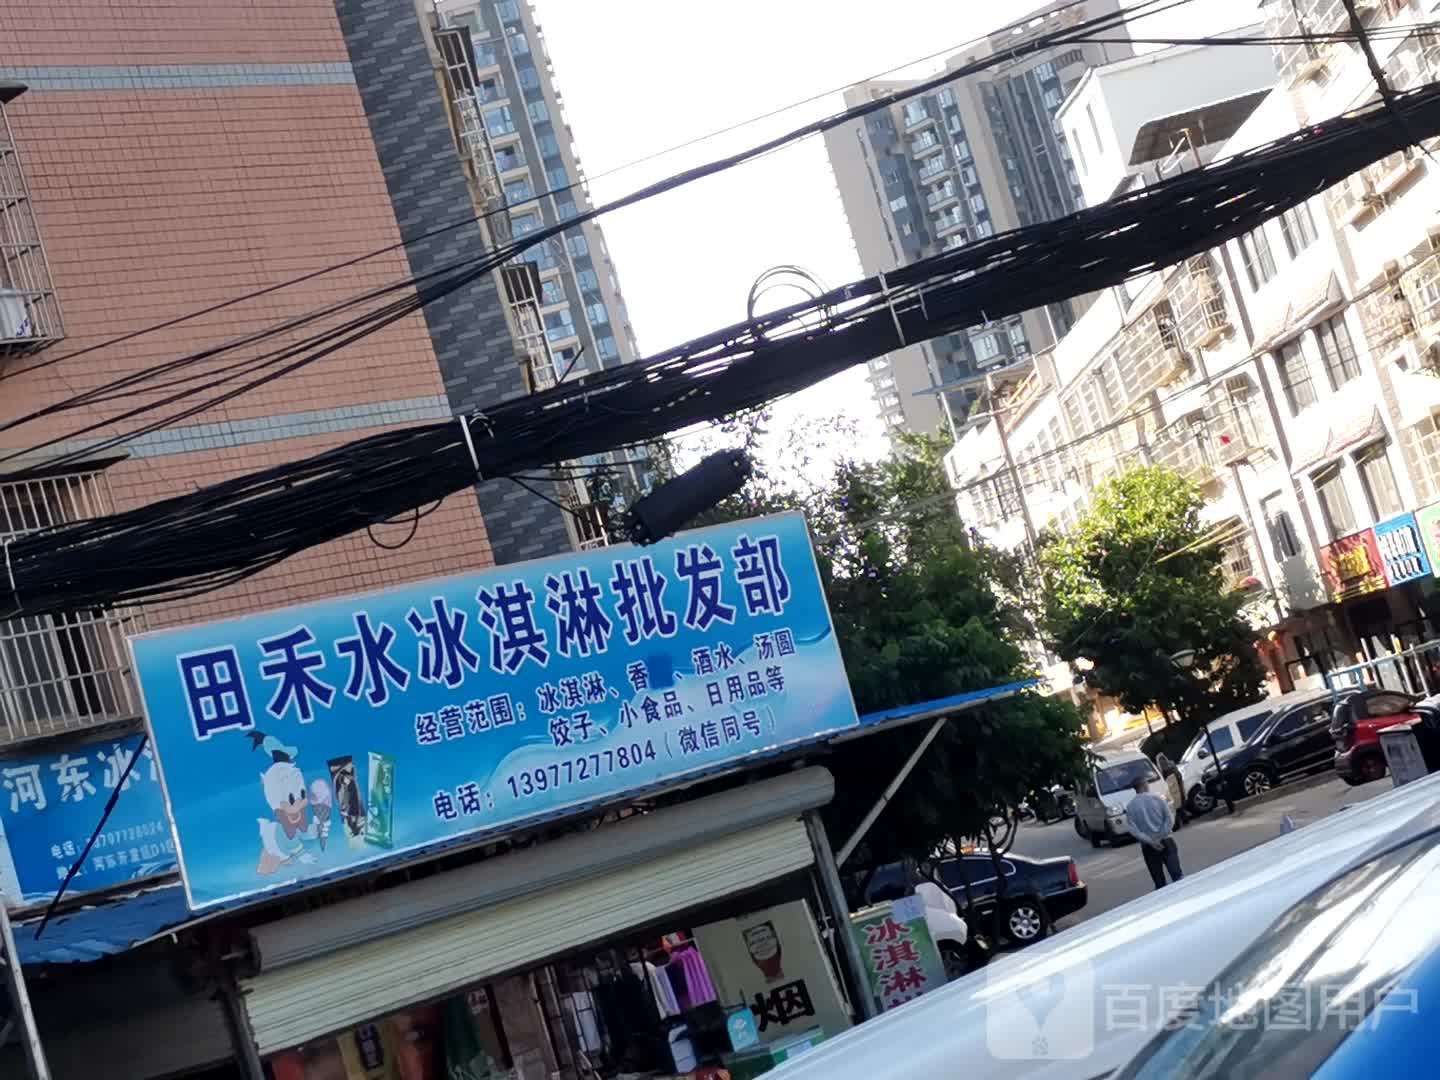 田禾水冰淇淋批发部
经营范围：冰淇淋、香 、酒水、汤圆
饺子、小食品、日用品等
电话：13977277804（微信同号）
河东冰
电话：
冰淇淋
烟
百度地图用户